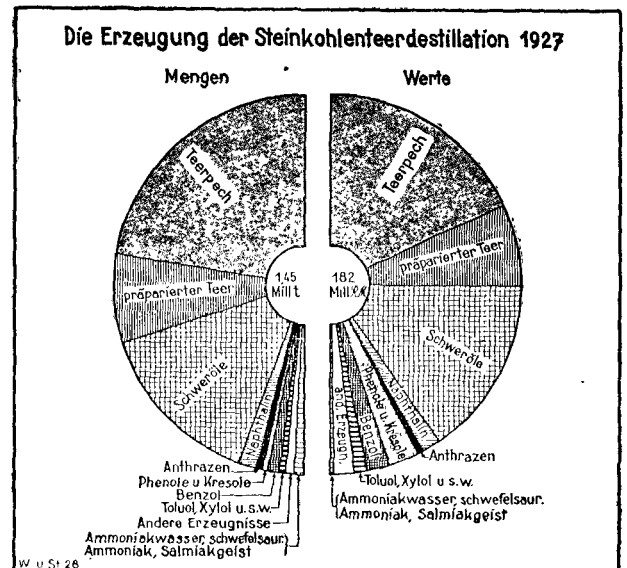 Die Erzeugung der Steinkohlenteerdestillation 1927
Mengen
Werte
Teerpech
Teerpech
präparierter Teer
präparierter Teer
1,45
Mill t
182
Mill ℛℳ
Schweröle
Schweröle
Naphthalin
Naphthalin
Phenole u Kresole
Benzol
and. Erzeugn.
Anthrazen
Phenole u Kresole
Benzol
Toluol, Xylol u.s.w.
Andere Erzeugnisse
Ammoniakwasser, schwefelsaur.
Ammoniak, Salmiakgeist
Anthrazen
Toluol, Xylol u s.w.
Ammoniakwasser, schwefelsaur.
Ammoniak, Salmiakgeist
W u St 28